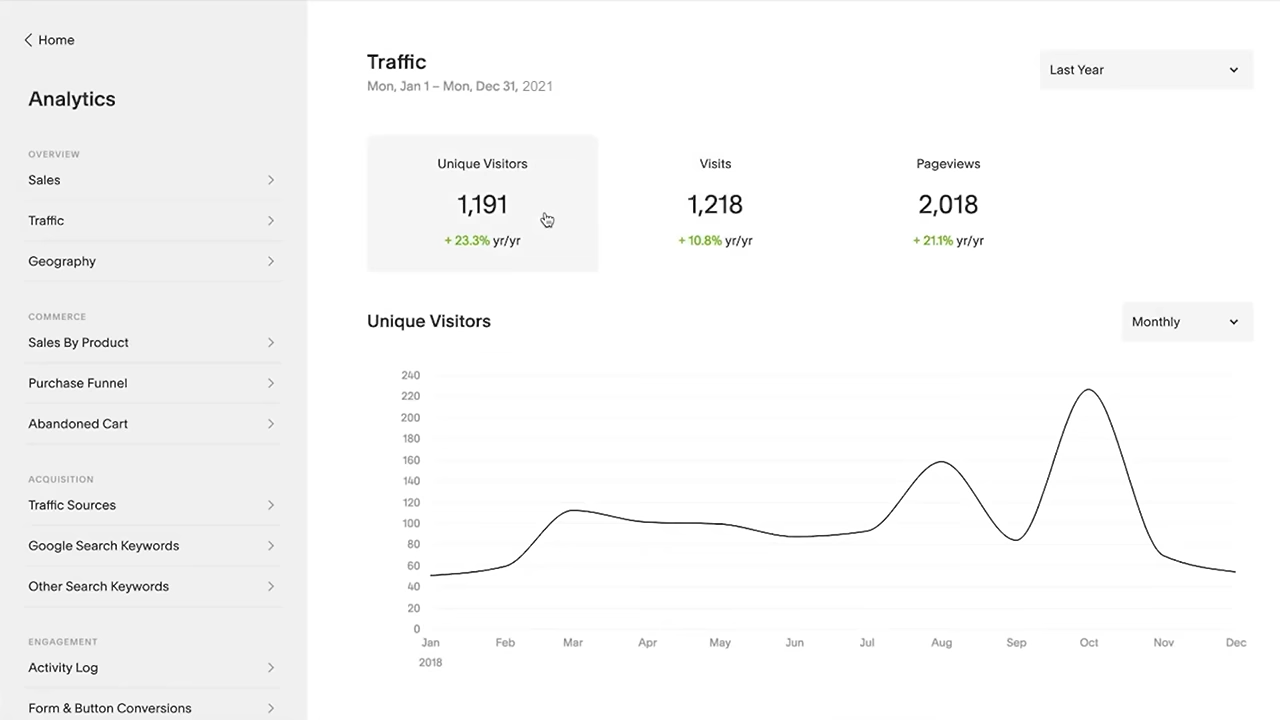 Home
Analytics
OVERVIEW
Sales
Traffic
Geography
COMMERCE
Sales By Product
Purchase Funnel
Abandoned Cart
ACQUISITION
Traffic Sources
Google Search Keywords
Other Search Keywords
ENGAGEMENT
Activity Log
Form & Button Conversions
Traffic
Mon, Jan 1 – Mon, Dec 31, 2021
Last Year
Unique Visitors
1,191
+ 23.3% yr/yr
Visits
1,218
+ 10.8% yr/yr
Pageviews
2,018
+ 21.1% yr/yr
Unique Visitors
Monthly
240
220
200
180
160
140
120
100
80
60
40
20
0
Jan Feb Mar Apr May Jun Jul Aug Sep Oct Nov Dec
2018